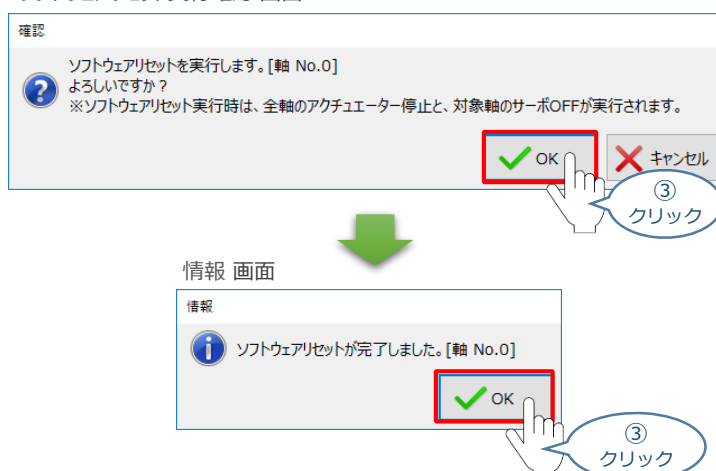 確認
ソフトウェアリセットを実行します。[軸 No.0]
よろしいですか？
※ソフトウェアリセット実行時は、全軸のアクチュエーター停止と、対象軸のサーボOFFが実行されます。
OK
キャンセル
③
クリック
情報 画面
情報
ソフトウェアリセットが完了しました。[軸 No.0]
OK
③
クリック